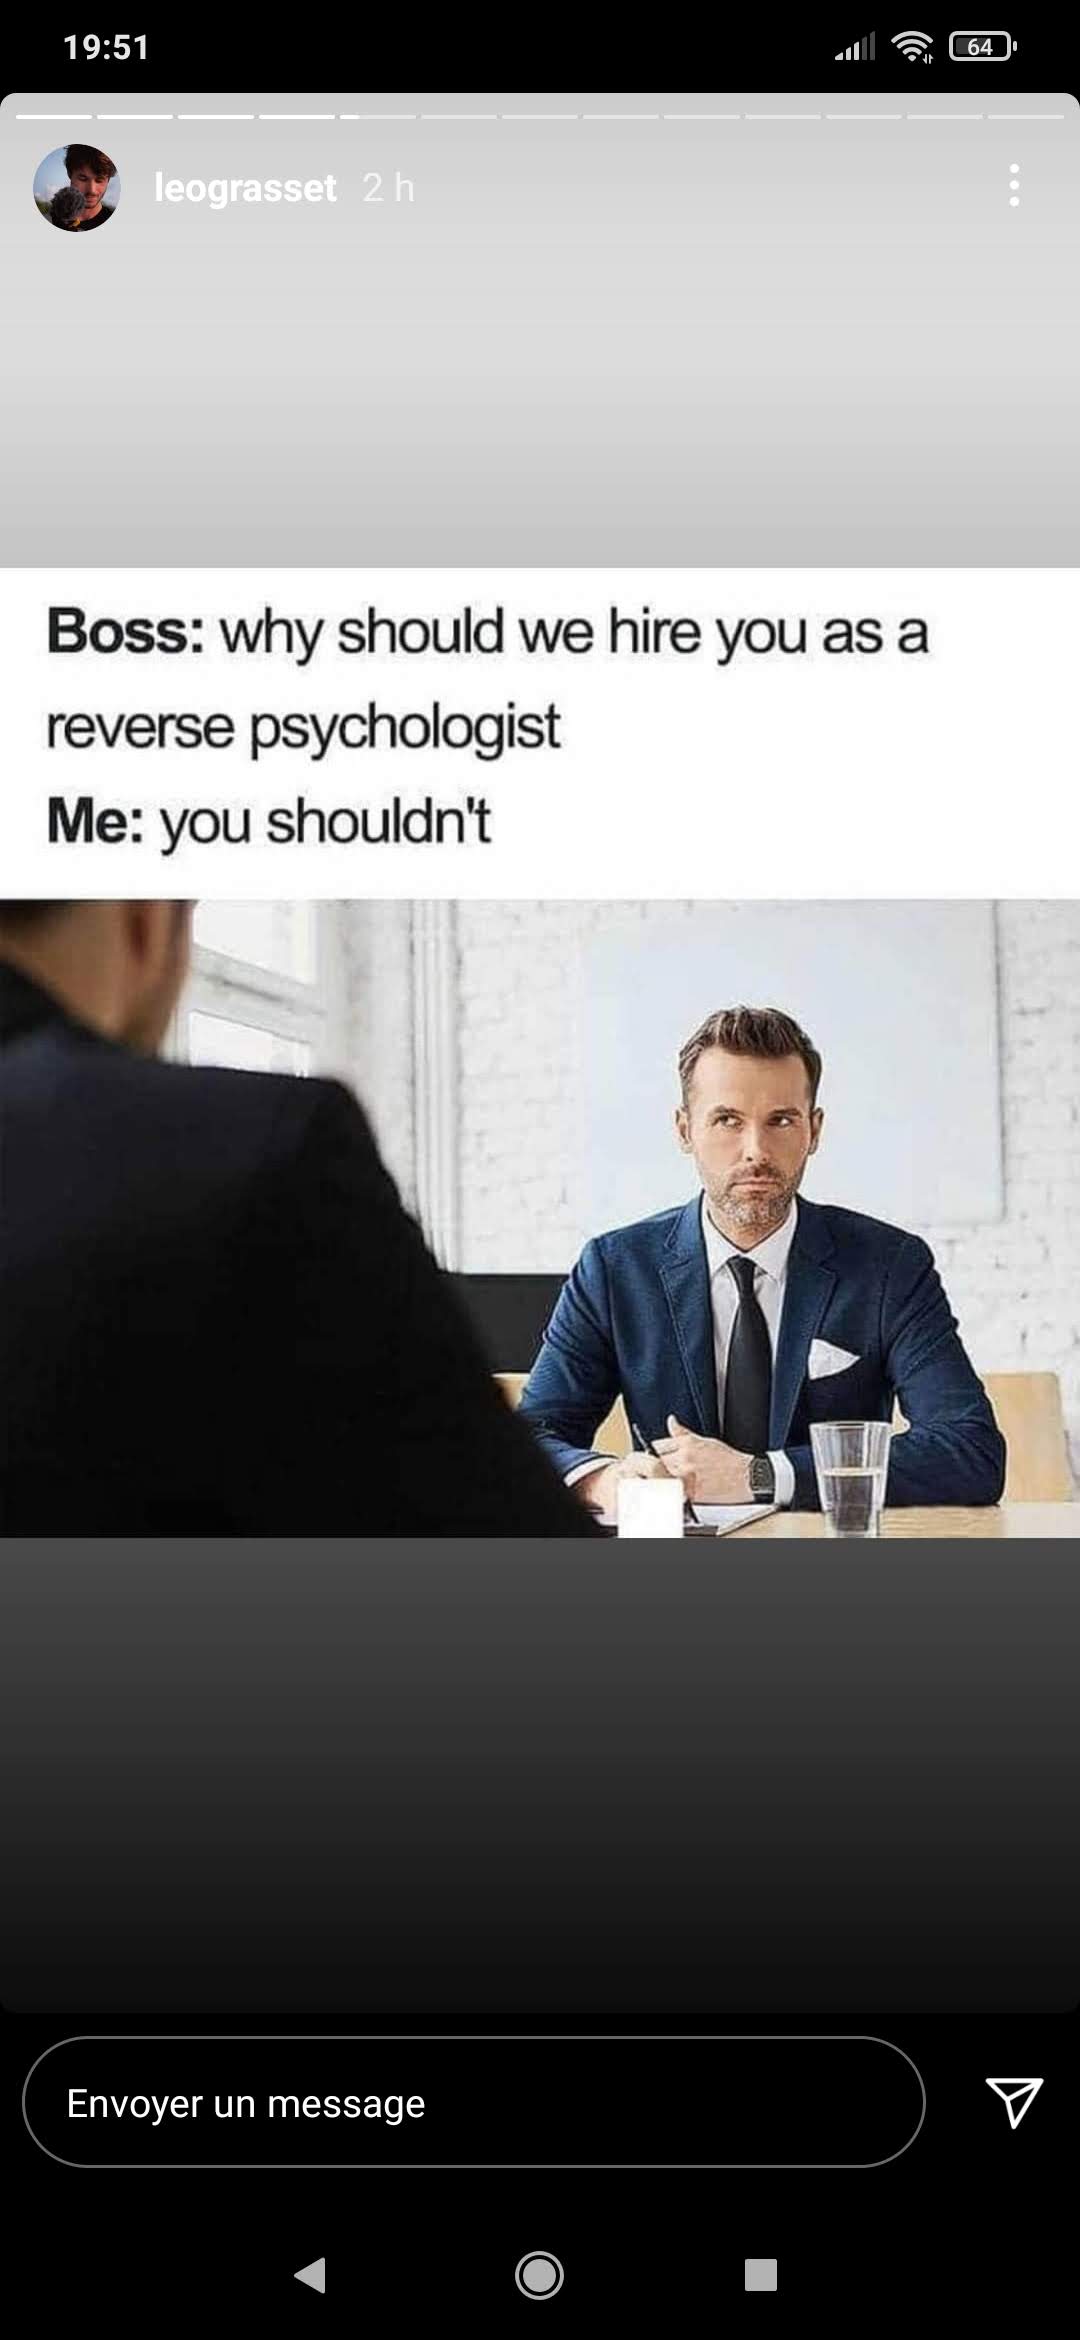 19:51
64
leograsset 2 h
Boss: why should we hire you as a
reverse psychologist
Me: you shouldn't
Envoyer un message